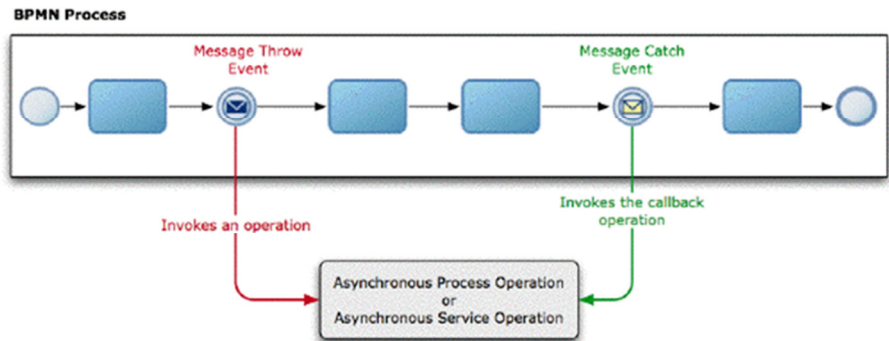 BPMN Process
Message Throw
Event
Message Catch
Event
Invokes an operation
Invokes the callback
operation
Asynchronous Process Operation
or
Asynchronous Service Operation